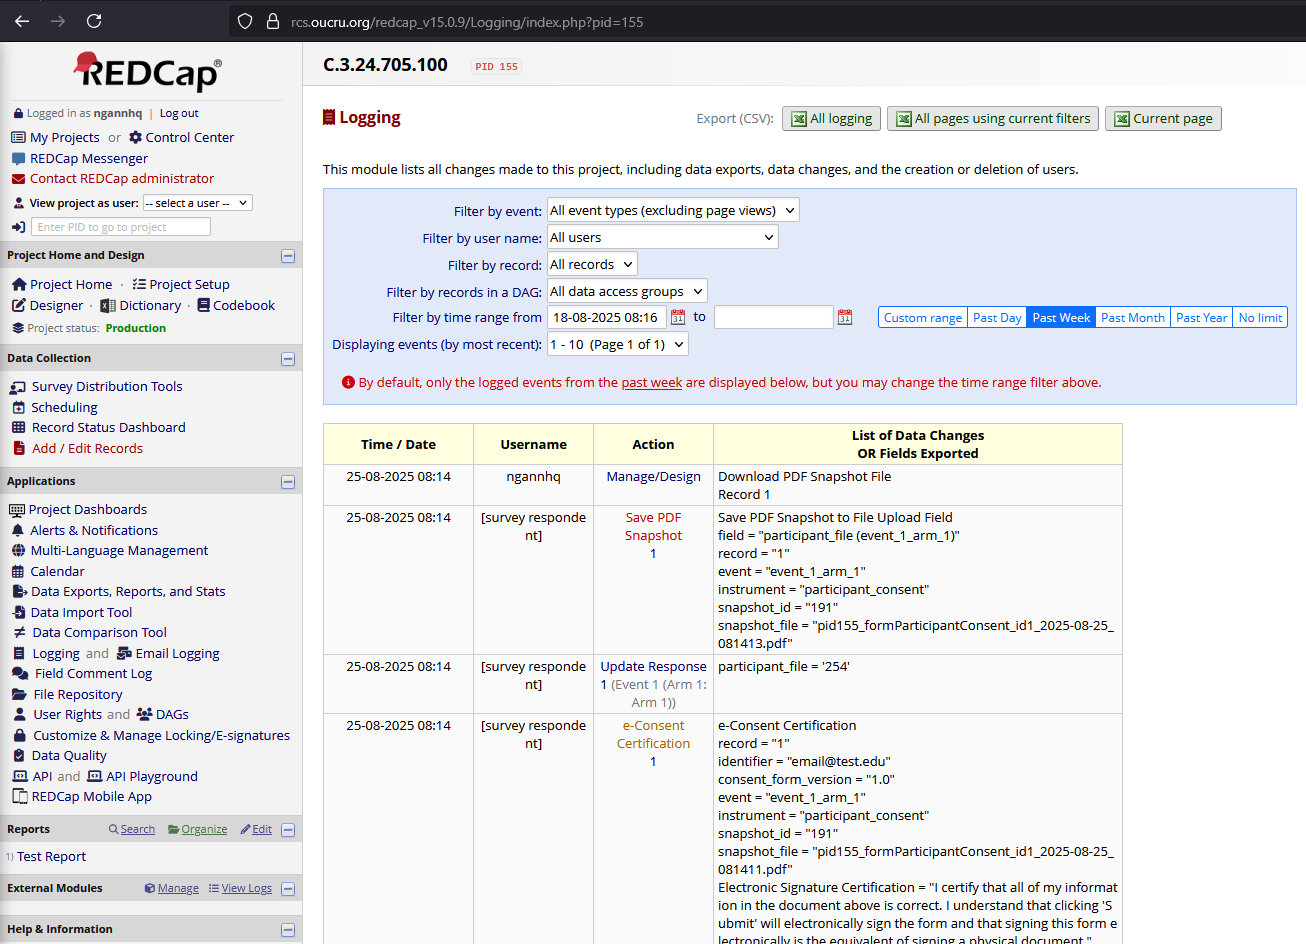 rcs.oucru.org/redcap_v15.0.9/Logging/index.php?pid=155
REDCap®
Logged in as ngannhq | Log out
My Projects or Control Center
REDCap Messenger
Contact REDCap administrator
View project as user: -- select a user --
Enter PID to go to project
Project Home and Design
Project Home · Project Setup
Designer · Dictionary · Codebook
Project status: Production
Data Collection
Survey Distribution Tools
Scheduling
Record Status Dashboard
Add / Edit Records
Applications
Project Dashboards
Alerts & Notifications
Multi-Language Management
Calendar
Data Exports, Reports, and Stats
Data Import Tool
Data Comparison Tool
Logging and Email Logging
Field Comment Log
File Repository
User Rights and DAGs
Customize & Manage Locking/E-signatures
Data Quality
API and API Playground
REDCap Mobile App
Reports Search Organize Edit
1) Test Report
External Modules Manage View Logs
Help & Information
C.3.24.705.100 PID 155
Logging
Export (CSV): All logging All pages using current filters Current page
This module lists all changes made to this project, including data exports, data changes, and the creation or deletion of users.
Filter by event: All event types (excluding page views)
Filter by user name: All users
Filter by record: All records
Filter by records in a DAG: All data access groups
Filter by time range from 18-08-2025 08:16 31 to 31 Custom range Past Day Past Week Past Month Past Year No limit
Displaying events (by most recent): 1 - 10 (Page 1 of 1)
By default, only the logged events from the past week are displayed below, but you may change the time range filter above.
Time / Date Username Action List of Data Changes
OR Fields Exported
25-08-2025 08:14 ngannhq Manage/Design Download PDF Snapshot File
Record 1
25-08-2025 08:14 [survey responde Save PDF Save PDF Snapshot to File Upload Field
nt] Snapshot field = "participant_file (event_1_arm_1)"
1 record = "1"
event = "event_1_arm_1"
instrument = "participant_consent"
snapshot_id = "191"
snapshot_file = "pid155_formParticipantConsent_id1_2025-08-25_
081413.pdf"
25-08-2025 08:14 [survey responde Update Response participant_file = '254'
nt] 1 (Event 1 (Arm 1:
Arm 1))
25-08-2025 08:14 [survey responde e-Consent e-Consent Certification
nt] Certification record = "1"
1 identifier = "email@test.edu"
consent_form_version = "1.0"
event = "event_1_arm_1"
instrument = "participant_consent"
snapshot_id = "191"
snapshot_file = "pid155_formParticipantConsent_id1_2025-08-25_
081411.pdf"
Electronic Signature Certification = "I certify that all of my informat
ion in the document above is correct. I understand that clicking 'S
ubmit' will electronically sign the form and that signing this form e
lectronically is the equivalent of signing a physical document."